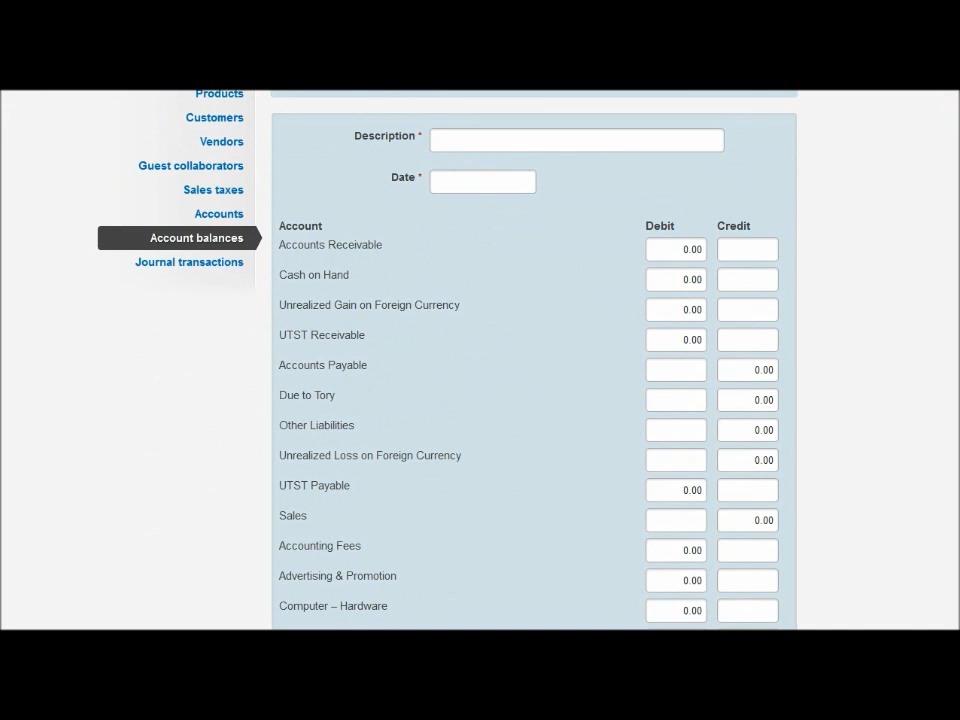 Products
Customers
Vendors
Guest collaborators
Sales taxes
Accounts
Account balances
Journal transactions
Description *
Date *
Account Debit Credit
Accounts Receivable 0.00
Cash on Hand 0.00
Unrealized Gain on Foreign Currency 0.00
UTST Receivable 0.00
Accounts Payable 0.00
Due to Tory 0.00
Other Liabilities 0.00
Unrealized Loss on Foreign Currency 0.00
UTST Payable 0.00
Sales 0.00
Accounting Fees 0.00
Advertising & Promotion 0.00
Computer – Hardware 0.00